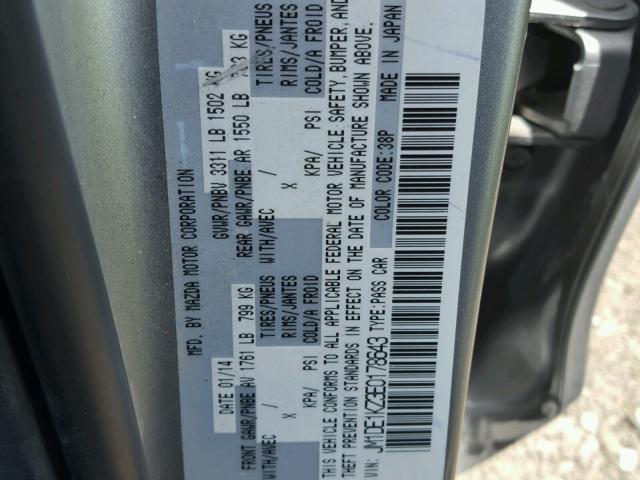 MFD. BY MAZDA MOTOR CORPORATION
DATE 01/14 GVWR/PNBV 3311 LB 1502 KG
FRONT GAWR/PNBE AV 1761 LB 799 KG REAR GAWR/PNBE AR 1550 LB KG
WITH/AVEC / TIRES/PNEUS WITH/AVEC / TIRES/PNEUS
x RIMS/JANTES x RIMS/JANTES
KPA/ PSI COLD/A FROID KPA/ PSI COLD/A FROID
THIS VEHICLE CONFORMS TO ALL APPLICABLE FEDERAL MOTOR VEHICLE SAFETY, BUMPER, AND
THEFT PREVENTION STANDARDS IN EFFECT ON THE DATE OF MANUFACTURE SHOWN ABOVE.
VIN: JM1DE1KZ3E0178643 TYPE:PASS CAR COLOR CODE:38P MADE IN JAPAN